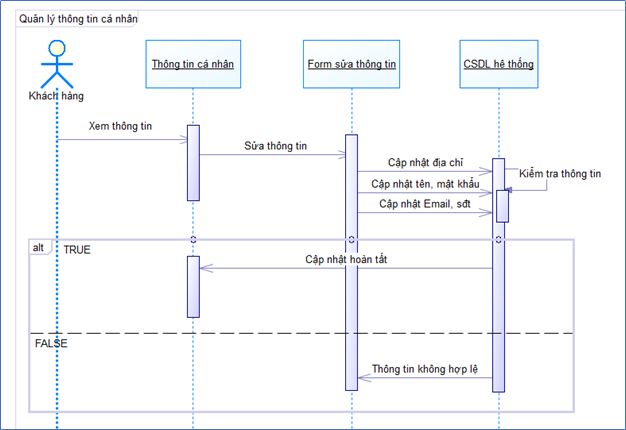 Quản lý thông tin cá nhân
Khách hàng
Thông tin cá nhân
Form sửa thông tin
CSDL hệ thống
Xem thông tin
Sửa thông tin
Cập nhật địa chỉ
Kiểm tra thông tin
Cập nhật tên, mật khẩu
Cập nhật Email, sđt
alt
TRUE
Cập nhật hoàn tất
FALSE
Thông tin không hợp lệ